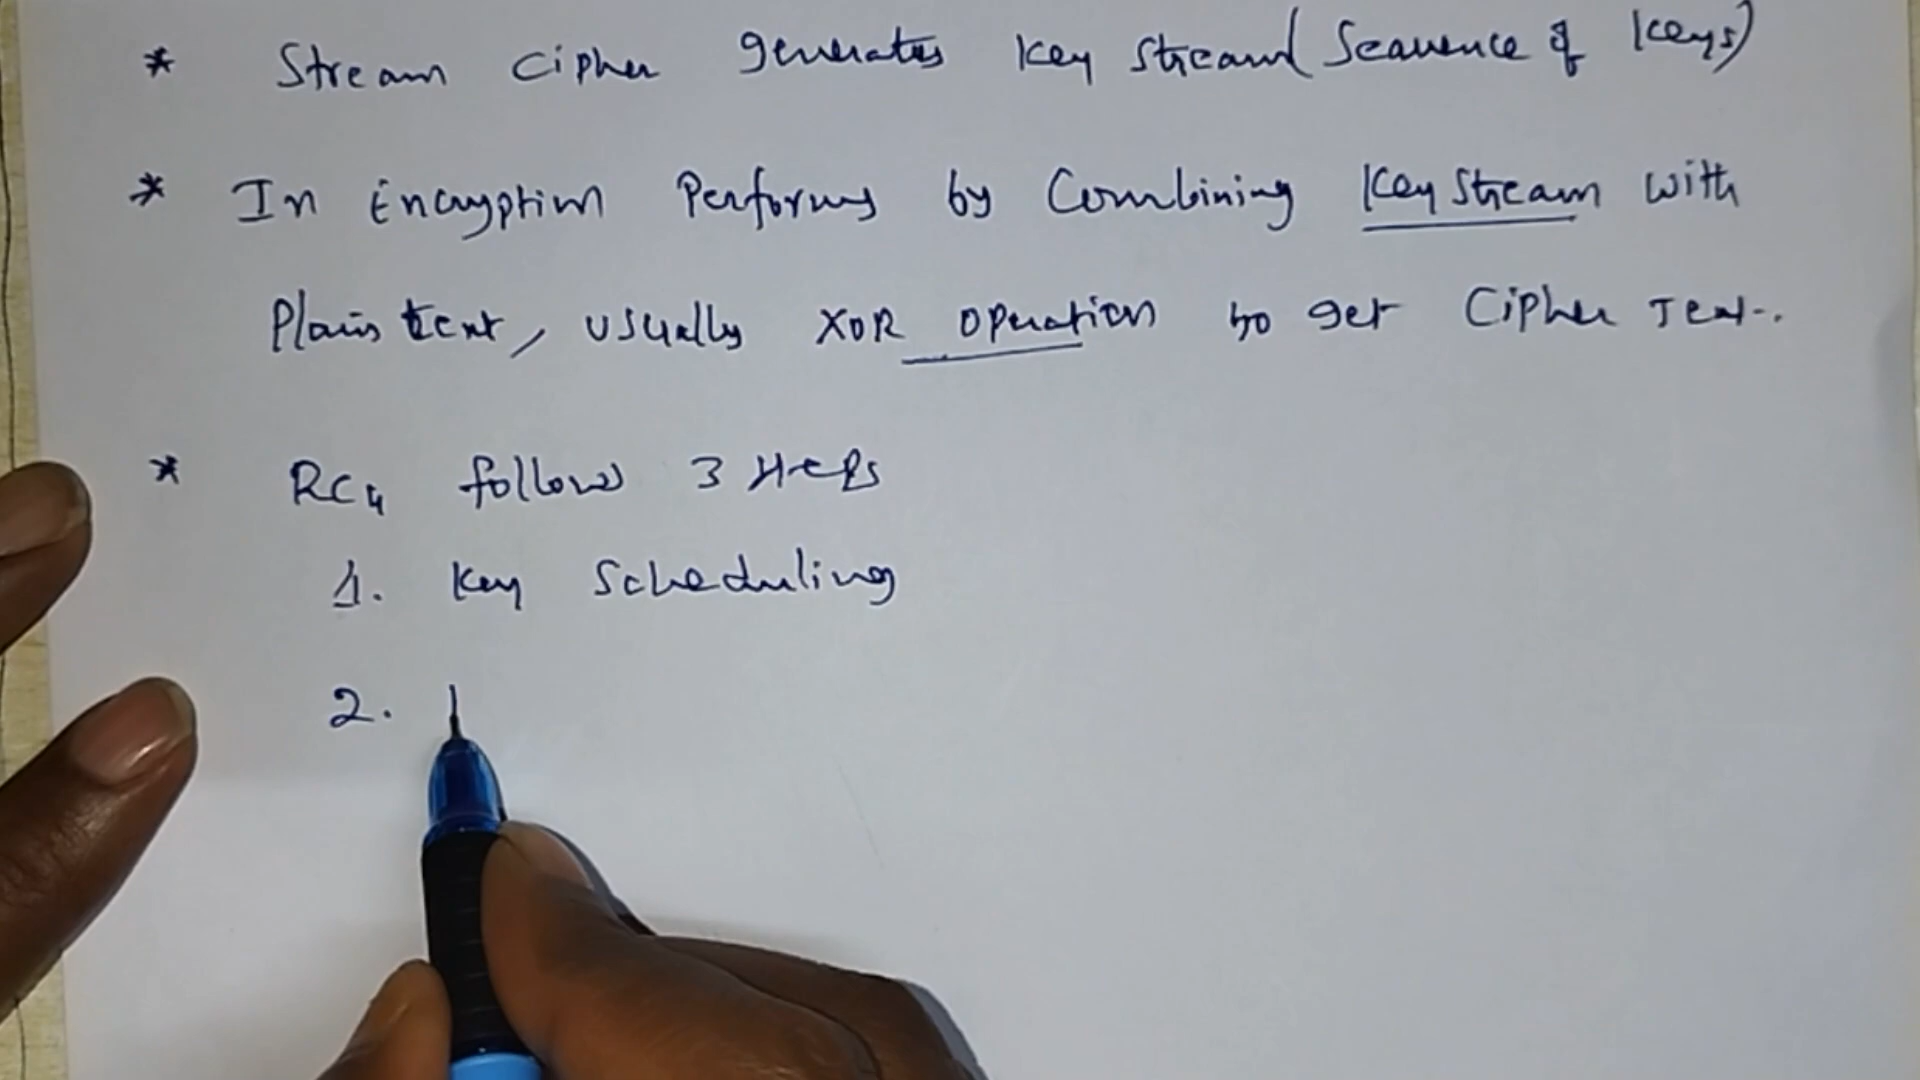 * Stream cipher generates key stream (Seauence of keys)
* In Encryption Performs by Combining Key Stream with
Plain text, usually XOR operation to get Cipher Text.
* RC4 follows 3 steps
1. Key Scheduling
2.